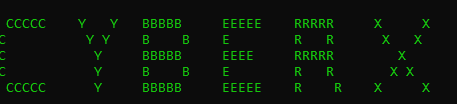 CCCCC    Y   Y   BBBBB     EEEEE    RRRRR     X     X
C          Y Y    B    B    E        R   R      X   X
C           Y     BBBBB     EEEE     RRRRR        X
C           Y     B   B     E        R   R       X X
CCCCC      Y     BBBBB     EEEEE    R    R    X     X